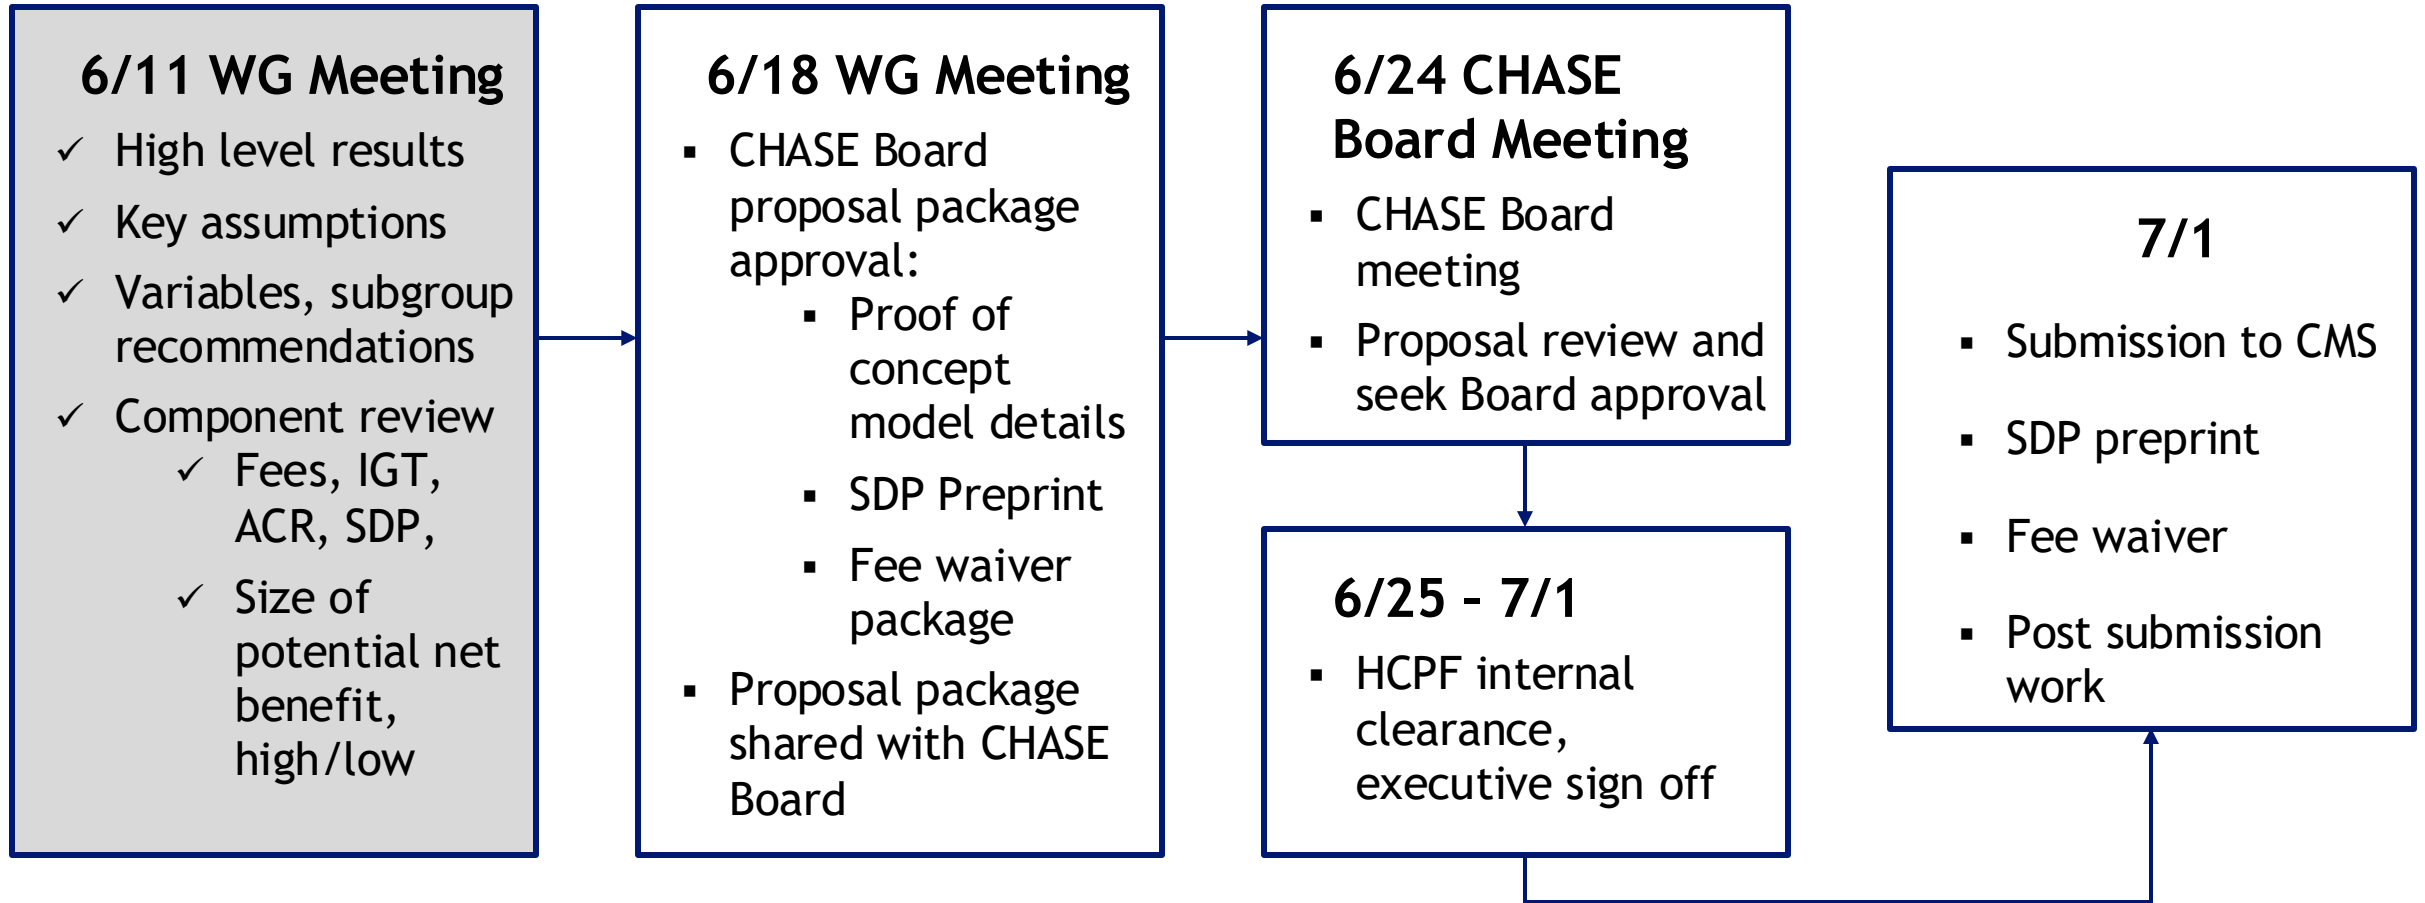 6/11 WG Meeting
✓ High level results
✓ Key assumptions
✓ Variables, subgroup
recommendations
✓ Component review
✓ Fees, IGT,
ACR, SDP,
✓ Size of
potential net
benefit,
high/low
6/18 WG Meeting
▪ CHASE Board
proposal package
approval:
▪ Proof of
concept
model details
▪ SDP Preprint
▪ Fee waiver
package
▪ Proposal package
shared with CHASE
Board
6/24 CHASE
Board Meeting
▪ CHASE Board
meeting
▪ Proposal review and
seek Board approval
6/25 – 7/1
▪ HCPF internal
clearance,
executive sign off
7/1
▪ Submission to CMS
▪ SDP preprint
▪ Fee waiver
▪ Post submission
work